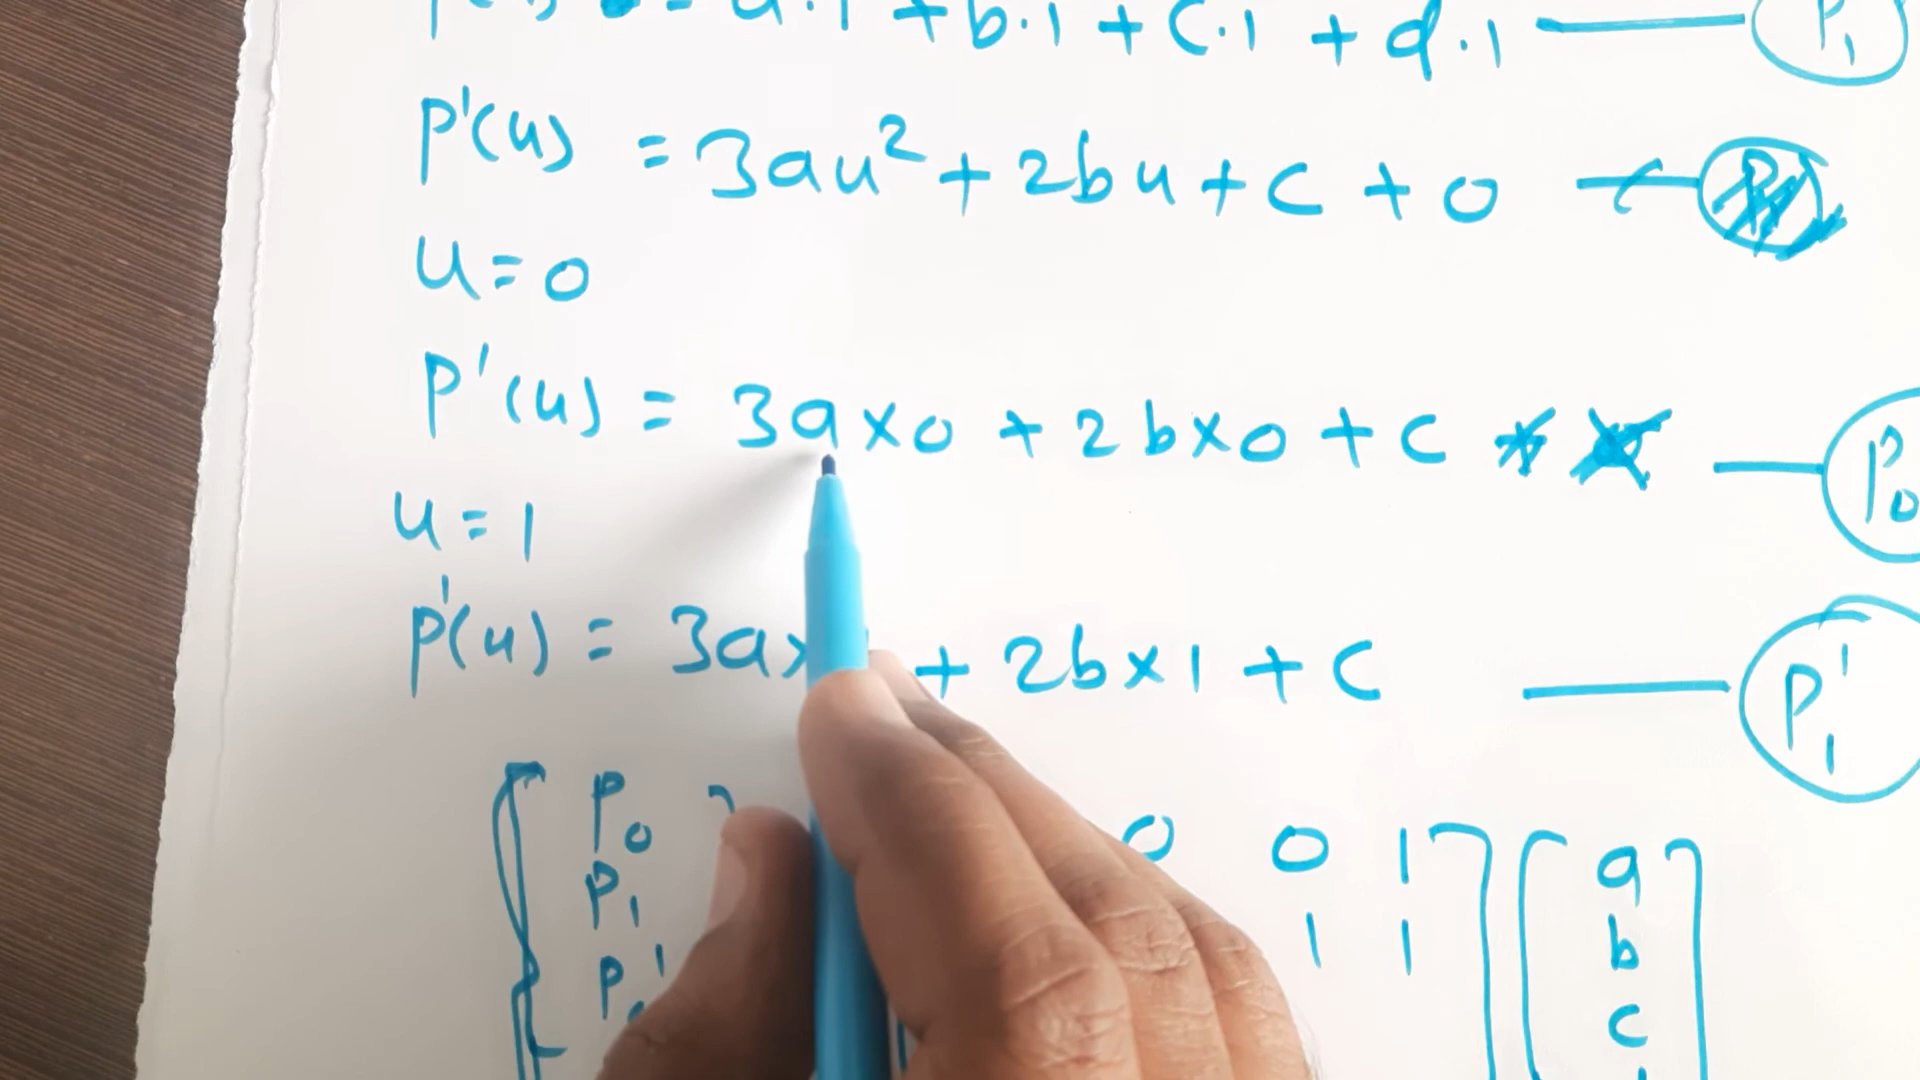 = a.1 + b.1 + c.1 + d.1 — P1
P'(u) = 3au² + 2bu + c + 0
u=0
P'(u) = 3a×0 + 2b×0 + c — P'0
u=1
P'(u) = 3a× + 2b×1 + c — P'1
P0 0 0 1 a
P1 1 1 b
P'0 c